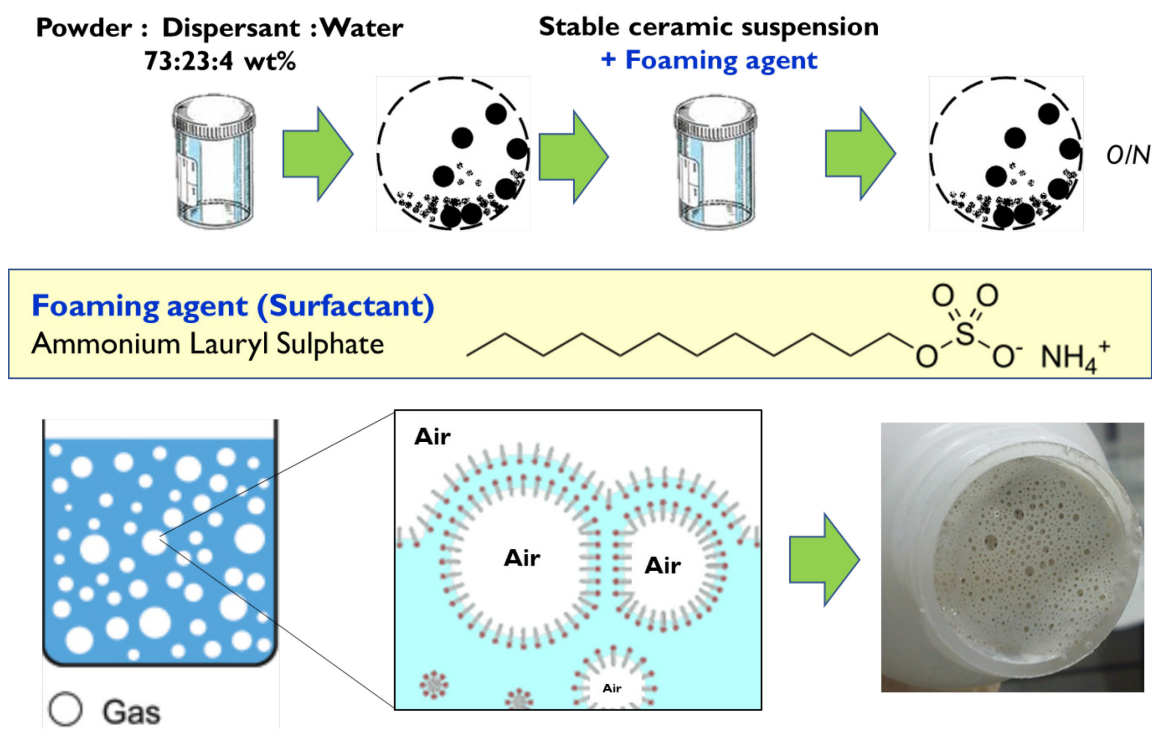 Powder : Dispersant : Water
73:23:4 wt%
Stable ceramic suspension
+ Foaming agent
O/N
Foaming agent (Surfactant)
Ammonium Lauryl Sulphate
O O
S
O O⁻ NH₄⁺
Air
Air
Air
Air
Gas